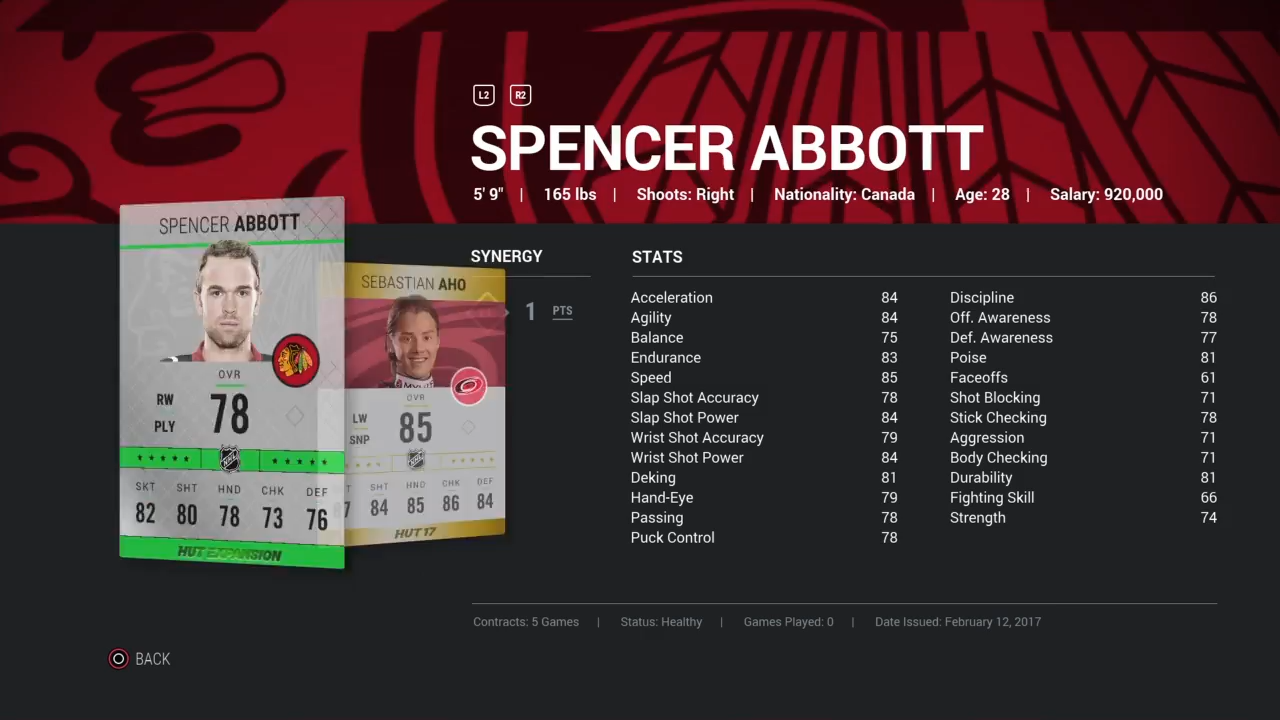 L2 R2
SPENCER ABBOTT
5' 9" | 165 lbs | Shoots: Right | Nationality: Canada | Age: 28 | Salary: 920,000
SPENCER ABBOTT
OVR
RW
PLY
78
NHL
SKT SHT HND CHK DEF
82 80 78 73 76
HUT EXPANSION
SEBASTIAN AHO
OVR
LW
SNP
85
NHL
T SHT HND CHK DEF
7 84 85 86 84
HUT 17
SYNERGY
1 PTS
STATS
Acceleration 84
Agility 84
Balance 75
Endurance 83
Speed 85
Slap Shot Accuracy 78
Slap Shot Power 84
Wrist Shot Accuracy 79
Wrist Shot Power 84
Deking 81
Hand-Eye 79
Passing 78
Puck Control 78
Discipline 86
Off. Awareness 78
Def. Awareness 77
Poise 81
Faceoffs 61
Shot Blocking 71
Stick Checking 78
Aggression 71
Body Checking 71
Durability 81
Fighting Skill 66
Strength 74
Contracts: 5 Games | Status: Healthy | Games Played: 0 | Date Issued: February 12, 2017
BACK